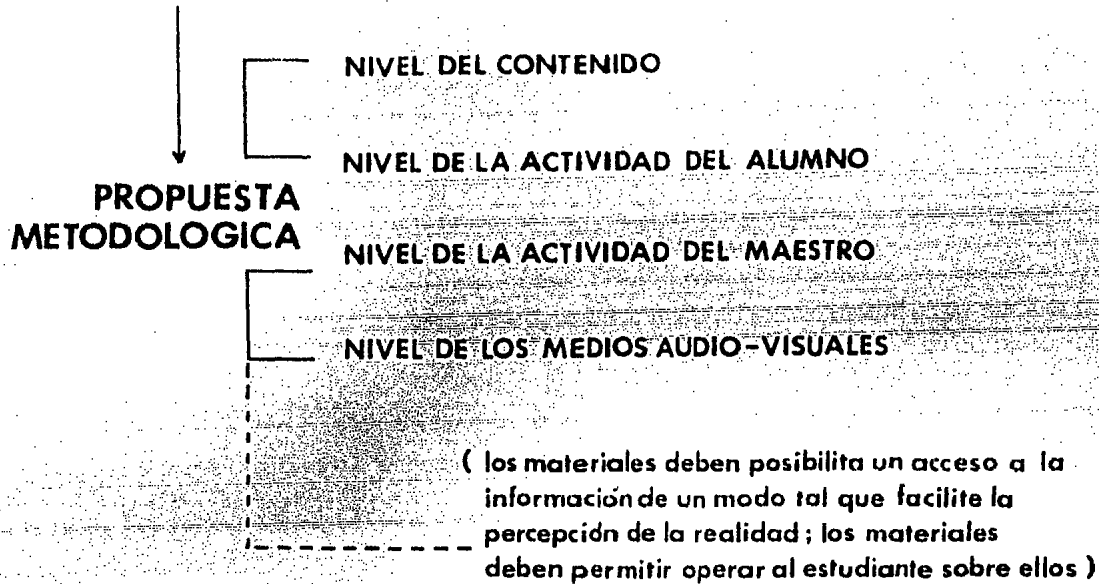 NIVEL DEL CONTENIDO
NIVEL DE LA ACTIVIDAD DEL ALUMNO
PROPUESTA
METODOLOGICA
NIVEL DE LA ACTIVIDAD DEL MAESTRO
NIVEL DE LOS MEDIOS AUDIO-VISUALES
( los materiales deben posibilita un acceso a la
información de un modo tal que facilite la
percepción de la realidad ; los materiales
deben permitir operar al estudiante sobre ellos )